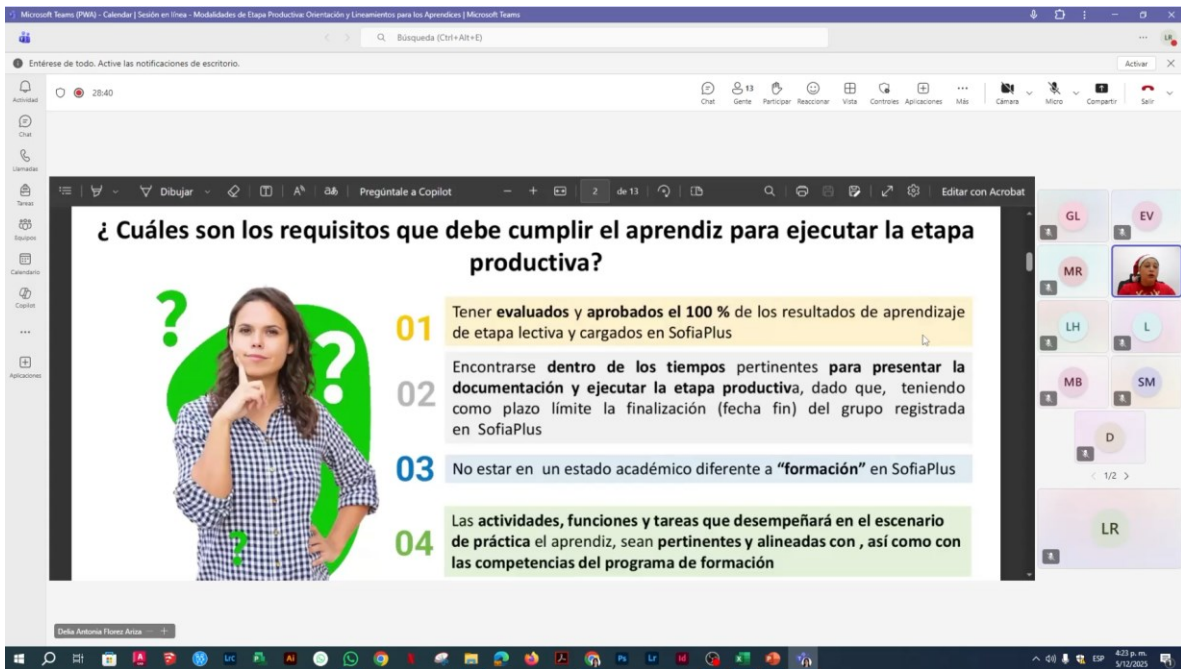 Microsoft Teams (PWA) - Calendar | Sesión en línea - Modalidades de Etapa Productiva: Orientación y Lineamientos para los Aprendices | Microsoft Teams
Búsqueda (Ctrl+Alt+E)
LR
Entérese de todo. Active las notificaciones de escritorio.
Activar
Actividad
Chat
Llamadas
Tareas
Equipos
Calendario
Copilot
Aplicaciones
28:40
Chat
13
Gente
Participar
Reaccionar
Vista
Controles
Aplicaciones
Más
Cámara
Micro
Compartir
Salir
Dibujar
Pregúntale a Copilot
2
de 13
Editar con Acrobat
¿ Cuáles son los requisitos que debe cumplir el aprendiz para ejecutar la etapa
productiva?
01
Tener evaluados y aprobados el 100 % de los resultados de aprendizaje
de etapa lectiva y cargados en SofiaPlus
02
Encontrarse dentro de los tiempos pertinentes para presentar la
documentación y ejecutar la etapa productiva, dado que, teniendo
como plazo límite la finalización (fecha fin) del grupo registrada
en SofiaPlus
03
No estar en un estado académico diferente a “formación” en SofiaPlus
04
Las actividades, funciones y tareas que desempeñará en el escenario
de práctica el aprendiz, sean pertinentes y alineadas con , así como con
las competencias del programa de formación
GL
EV
MR
LH
L
MB
SM
D
1/2
LR
Delia Antonia Florez Ariza
Lrc
Ai
Ps
Lr
Id
ESP
4:23 p. m.
5/12/2025